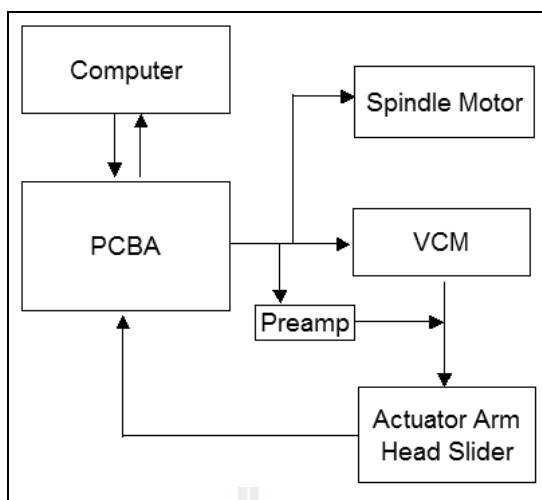 Computer
Spindle Motor
PCBA
VCM
Preamp
Actuator Arm
Head Slider